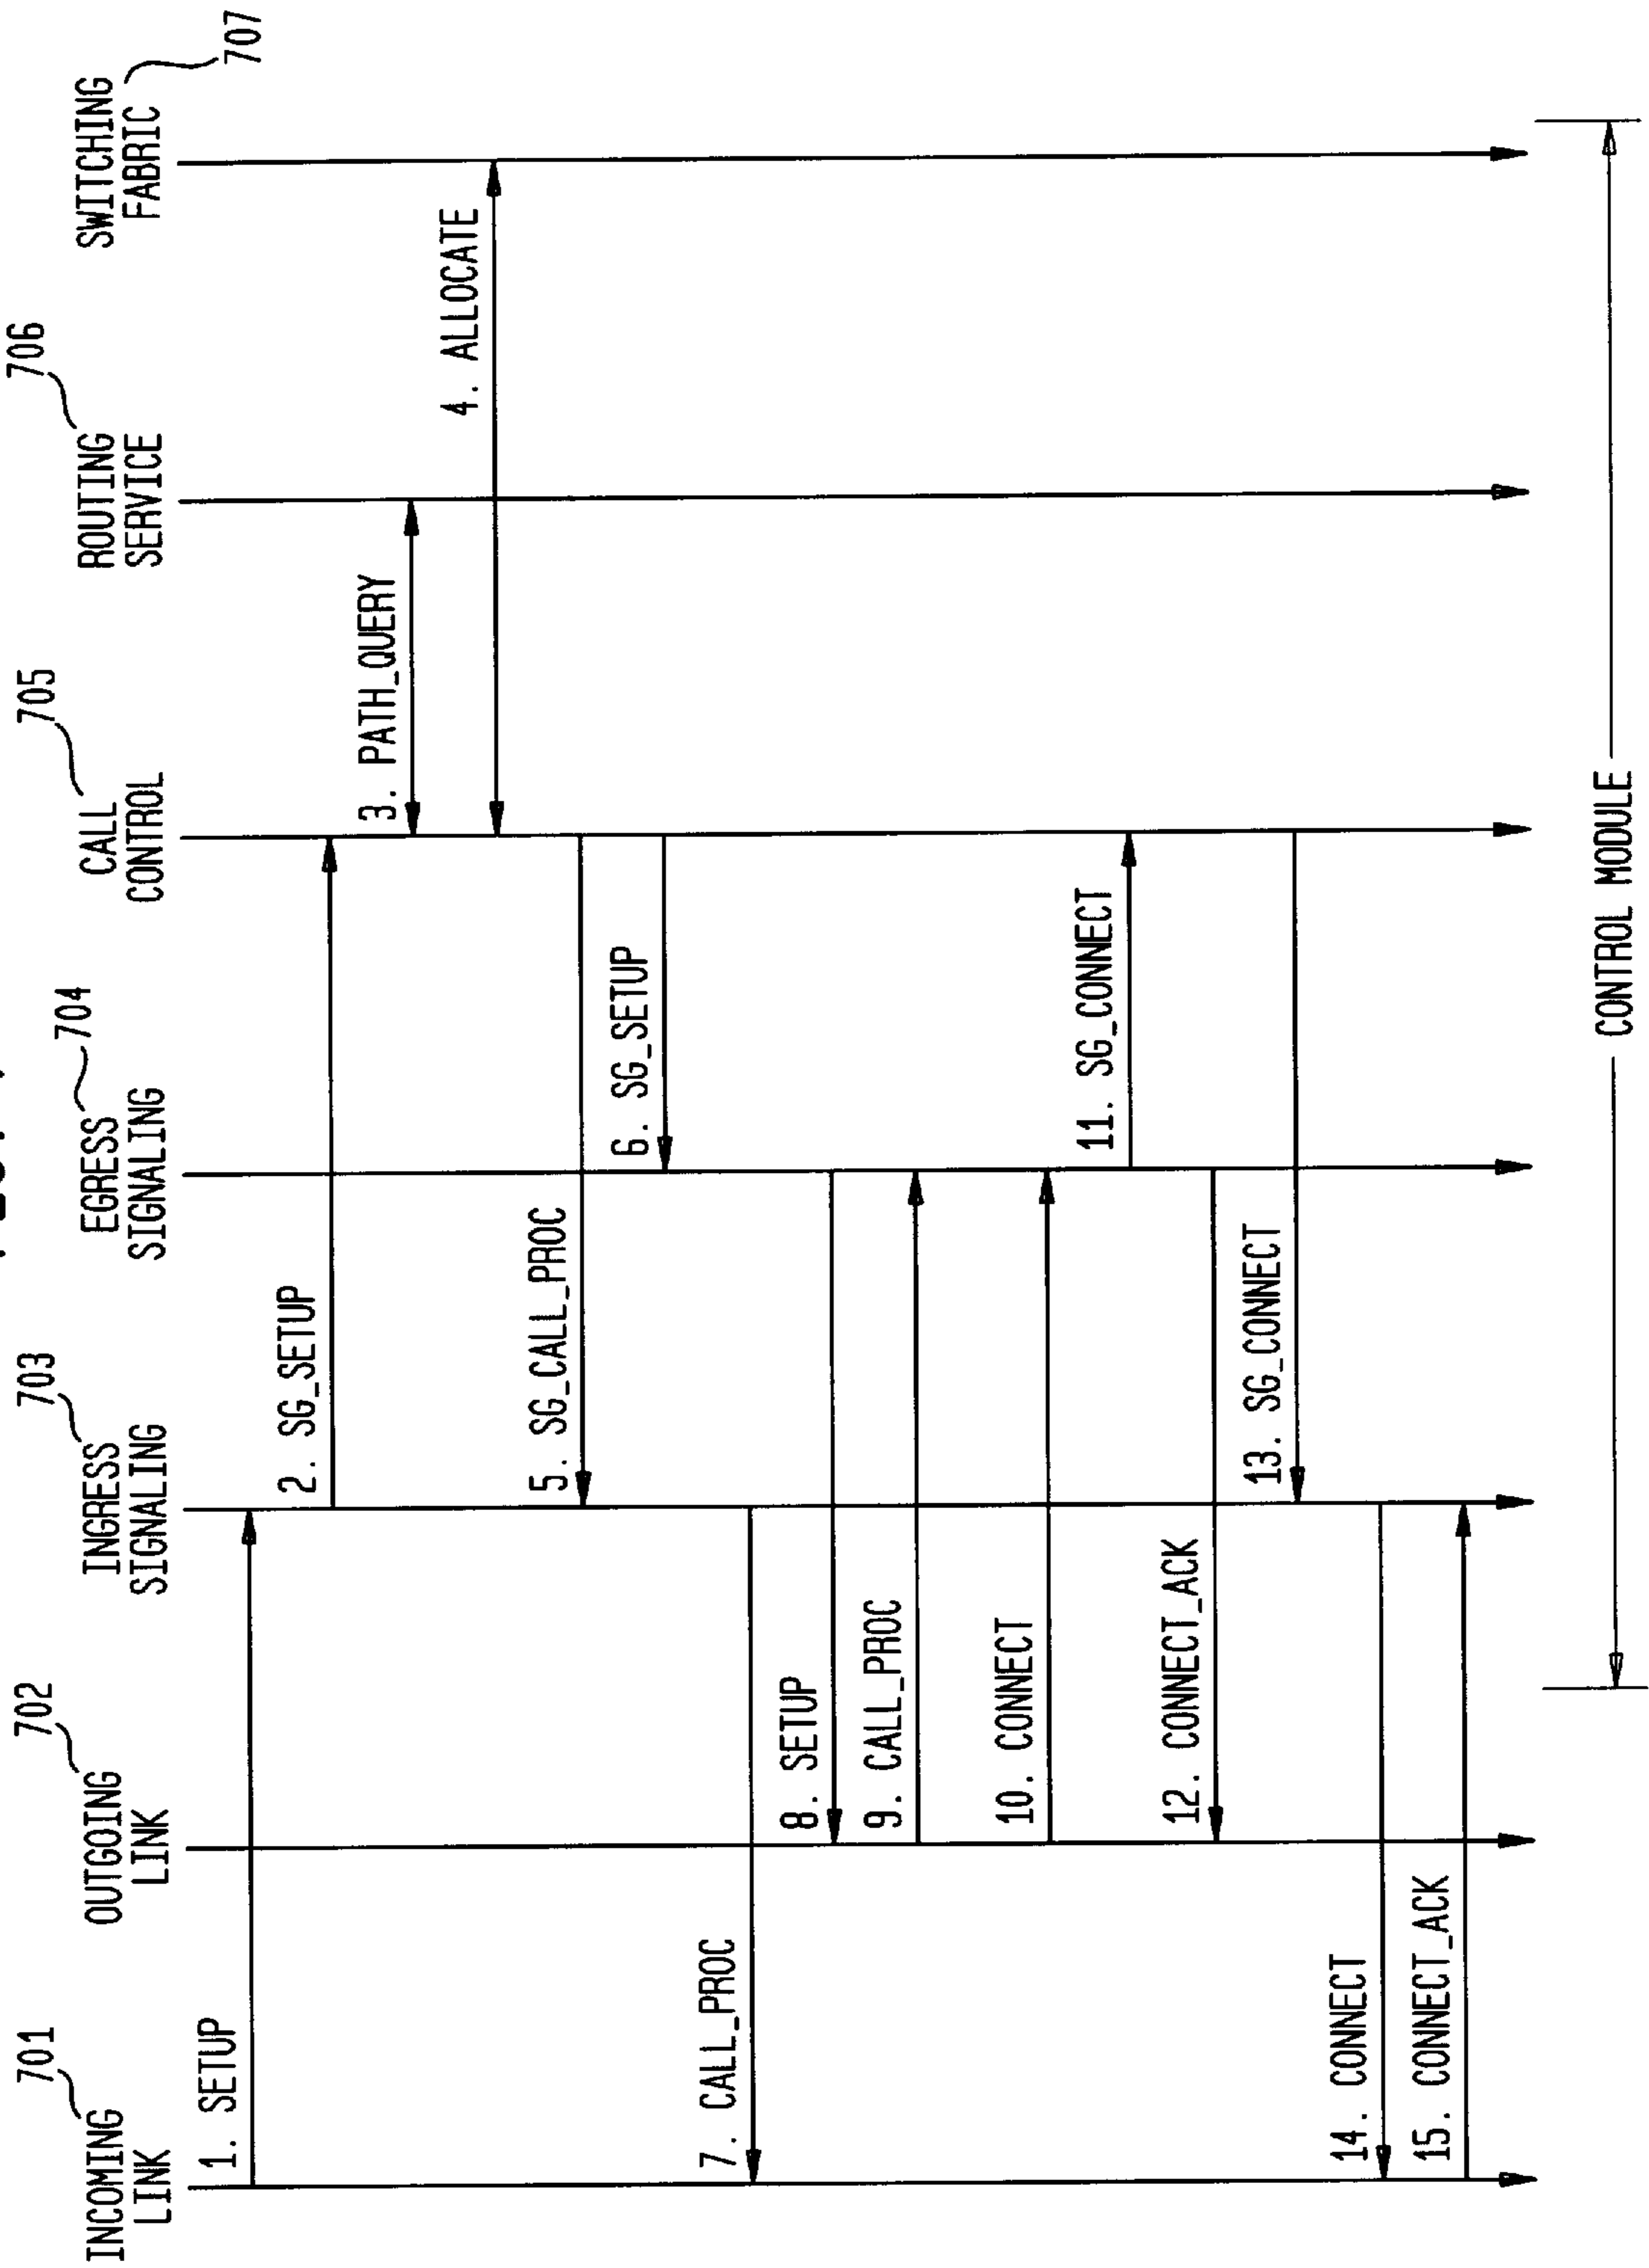 701
INCOMING
LINK
702
OUTGOING
LINK
703
INGRESS
SIGNALING
704
EGRESS
SIGNALING
705
CALL
CONTROL
706
ROUTING
SERVICE
707
SWITCHING
FABRIC
1. SETUP
2. SG_SETUP
3. PATH_QUERY
4. ALLOCATE
5. SG_CALL_PROC
6. SG_SETUP
7. CALL_PROC
8. SETUP
9. CALL_PROC
10. CONNECT
11. SG_CONNECT
12. CONNECT_ACK
13. SG_CONNECT
14. CONNECT
15. CONNECT_ACK
CONTROL MODULE